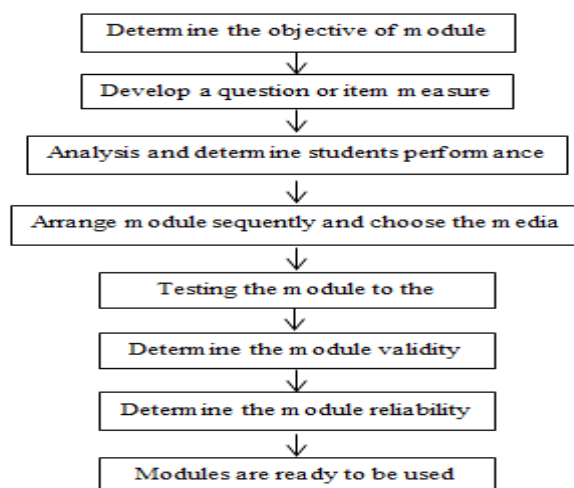 Determine the objective of module
Develop a question or item measure
Analysis and determine students performance
Arrange module sequently and choose the media
Testing the module to the
Determine the module validity
Determine the module reliability
Modules are ready to be used